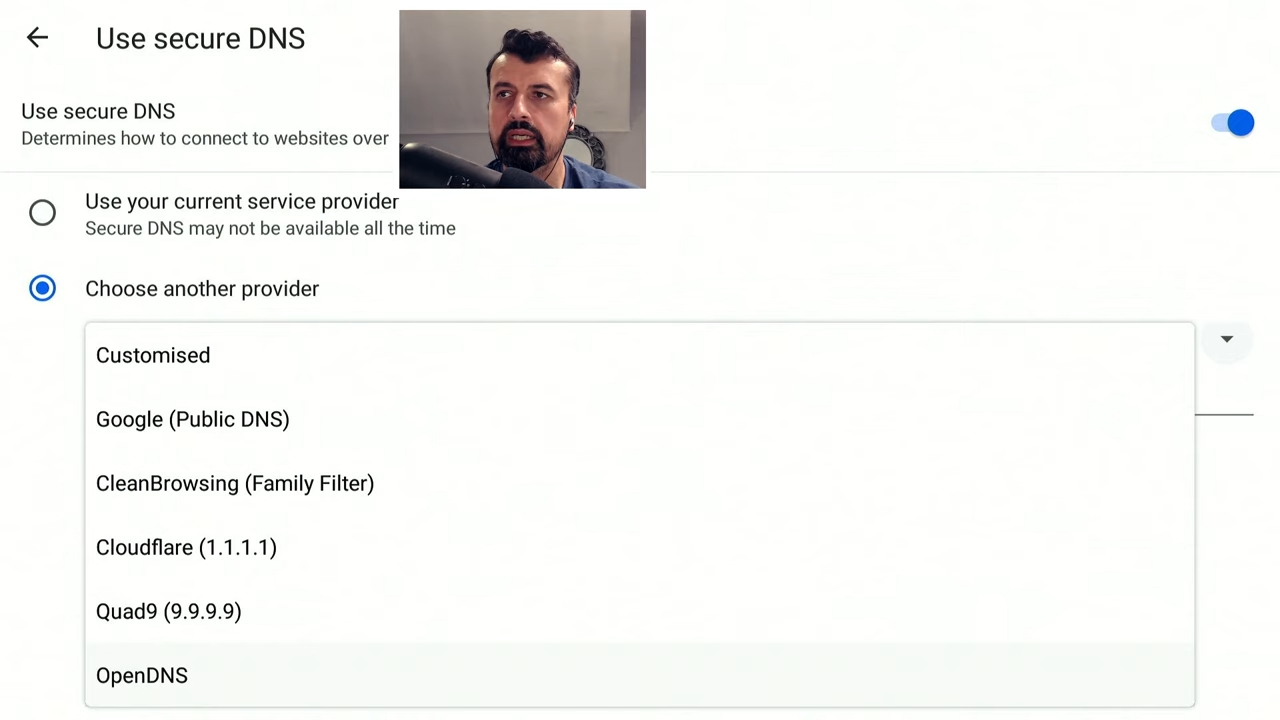 Use secure DNS
Use secure DNS
Determines how to connect to websites over
Use your current service provider
Secure DNS may not be available all the time
Choose another provider
Customised
Google (Public DNS)
CleanBrowsing (Family Filter)
Cloudflare (1.1.1.1)
Quad9 (9.9.9.9)
OpenDNS